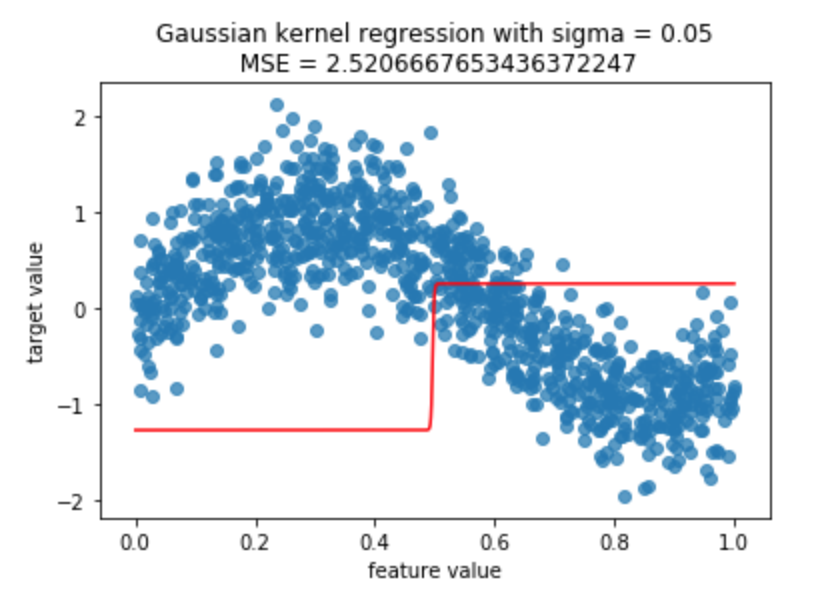 Gaussian kernel regression with sigma = 0.05
MSE = 2.5206667653436372247
2
1
0
−1
−2
target value
0.0 0.2 0.4 0.6 0.8 1.0
feature value